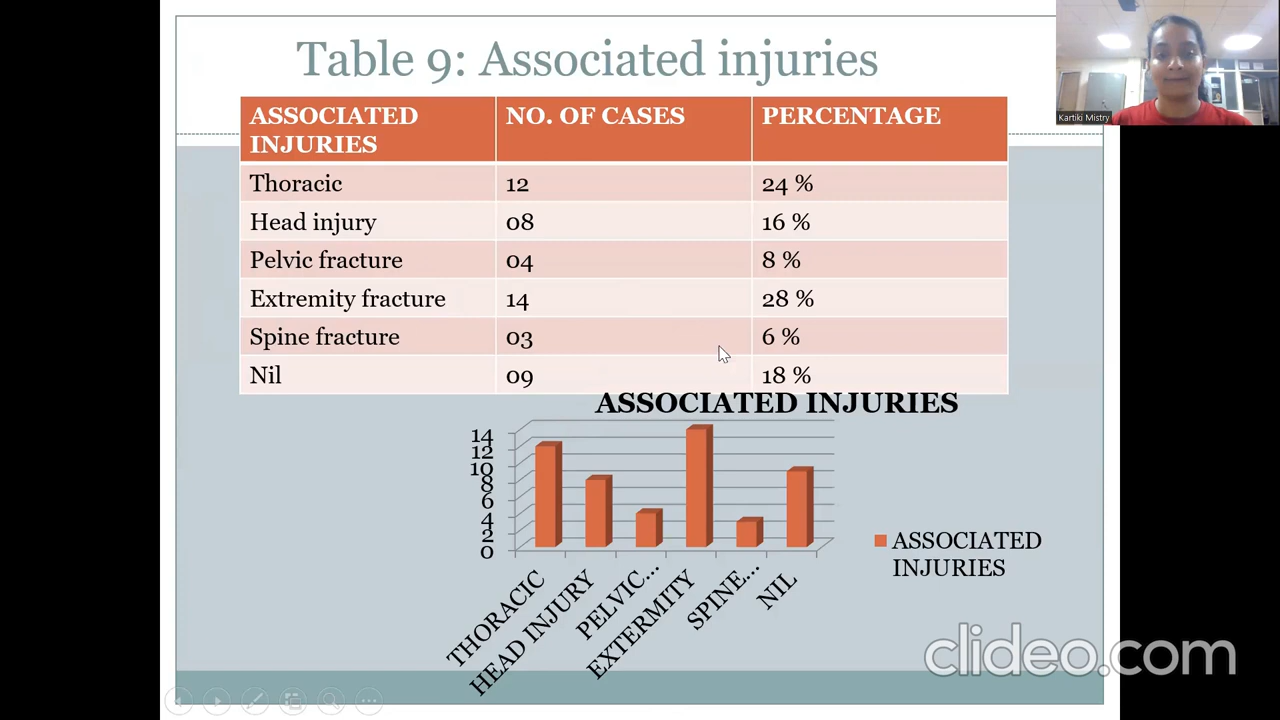 Table 9: Associated injuries
Kartiki Mistry
ASSOCIATED INJURIES NO. OF CASES PERCENTAGE
Thoracic 12 24 %
Head injury 08 16 %
Pelvic fracture 04 8 %
Extremity fracture 14 28 %
Spine fracture 03 6 %
Nil 09 18 %
ASSOCIATED INJURIES
14
12
10
8
6
4
2
0
THORACIC
HEAD INJURY
PELVIC...
EXTERMITY
SPINE...
NIL
ASSOCIATED
INJURIES
clideo.com